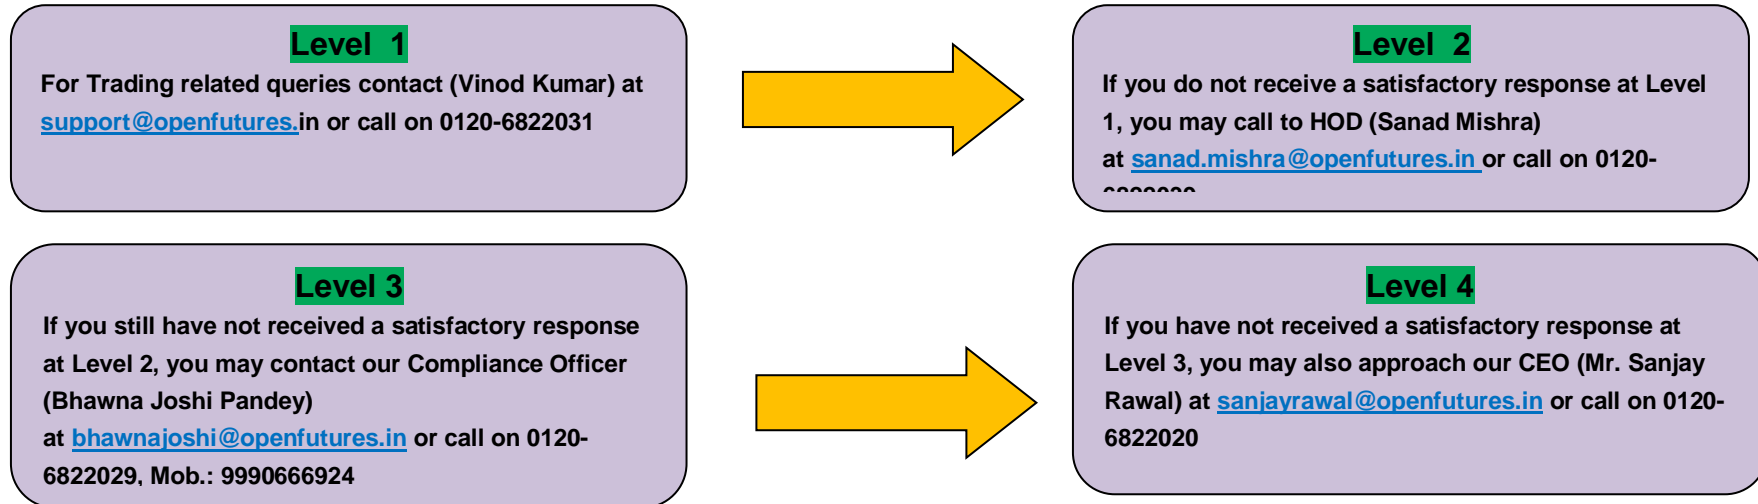 Level 1
For Trading related queries contact (Vinod Kumar) at
support@openfutures.in or call on 0120-6822031
Level 2
If you do not receive a satisfactory response at Level
1, you may call to HOD (Sanad Mishra)
at sanad.mishra@openfutures.in or call on 0120-
Level 3
If you still have not received a satisfactory response
at Level 2, you may contact our Compliance Officer
(Bhawna Joshi Pandey)
at bhawnajoshi@openfutures.in or call on 0120-
6822029, Mob.: 9990666924
Level 4
If you have not received a satisfactory response at
Level 3, you may also approach our CEO (Mr. Sanjay
Rawal) at sanjayrawal@openfutures.in or call on 0120-
6822020